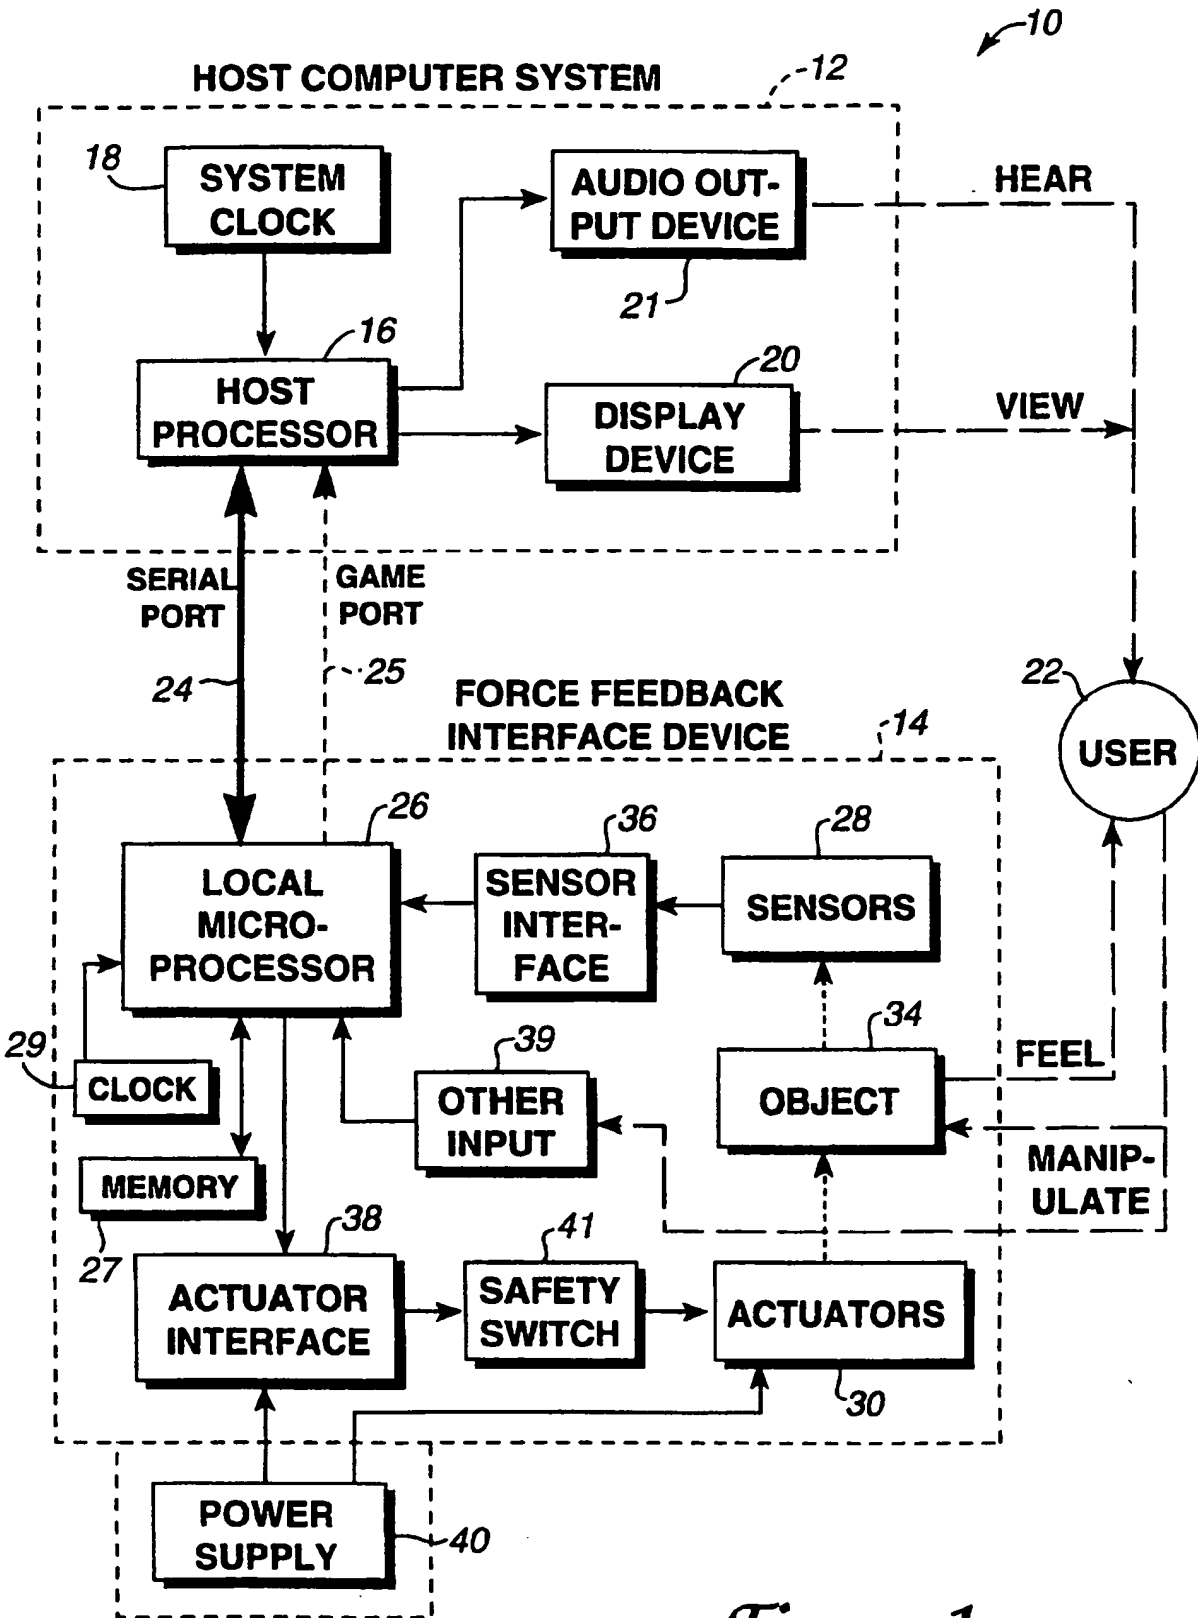 10
HOST COMPUTER SYSTEM
12
18
SYSTEM
CLOCK
AUDIO OUT-
PUT DEVICE
21
HEAR
16
HOST
PROCESSOR
20
DISPLAY
DEVICE
VIEW
SERIAL
PORT
GAME
PORT
24
25
FORCE FEEDBACK
INTERFACE DEVICE
14
22
USER
26
LOCAL
MICRO-
PROCESSOR
36
SENSOR
INTER-
FACE
28
SENSORS
29
CLOCK
39
OTHER
INPUT
34
OBJECT
FEEL
MANIP-
ULATE
MEMORY
27
38
ACTUATOR
INTERFACE
41
SAFETY
SWITCH
ACTUATORS
30
POWER
SUPPLY
40